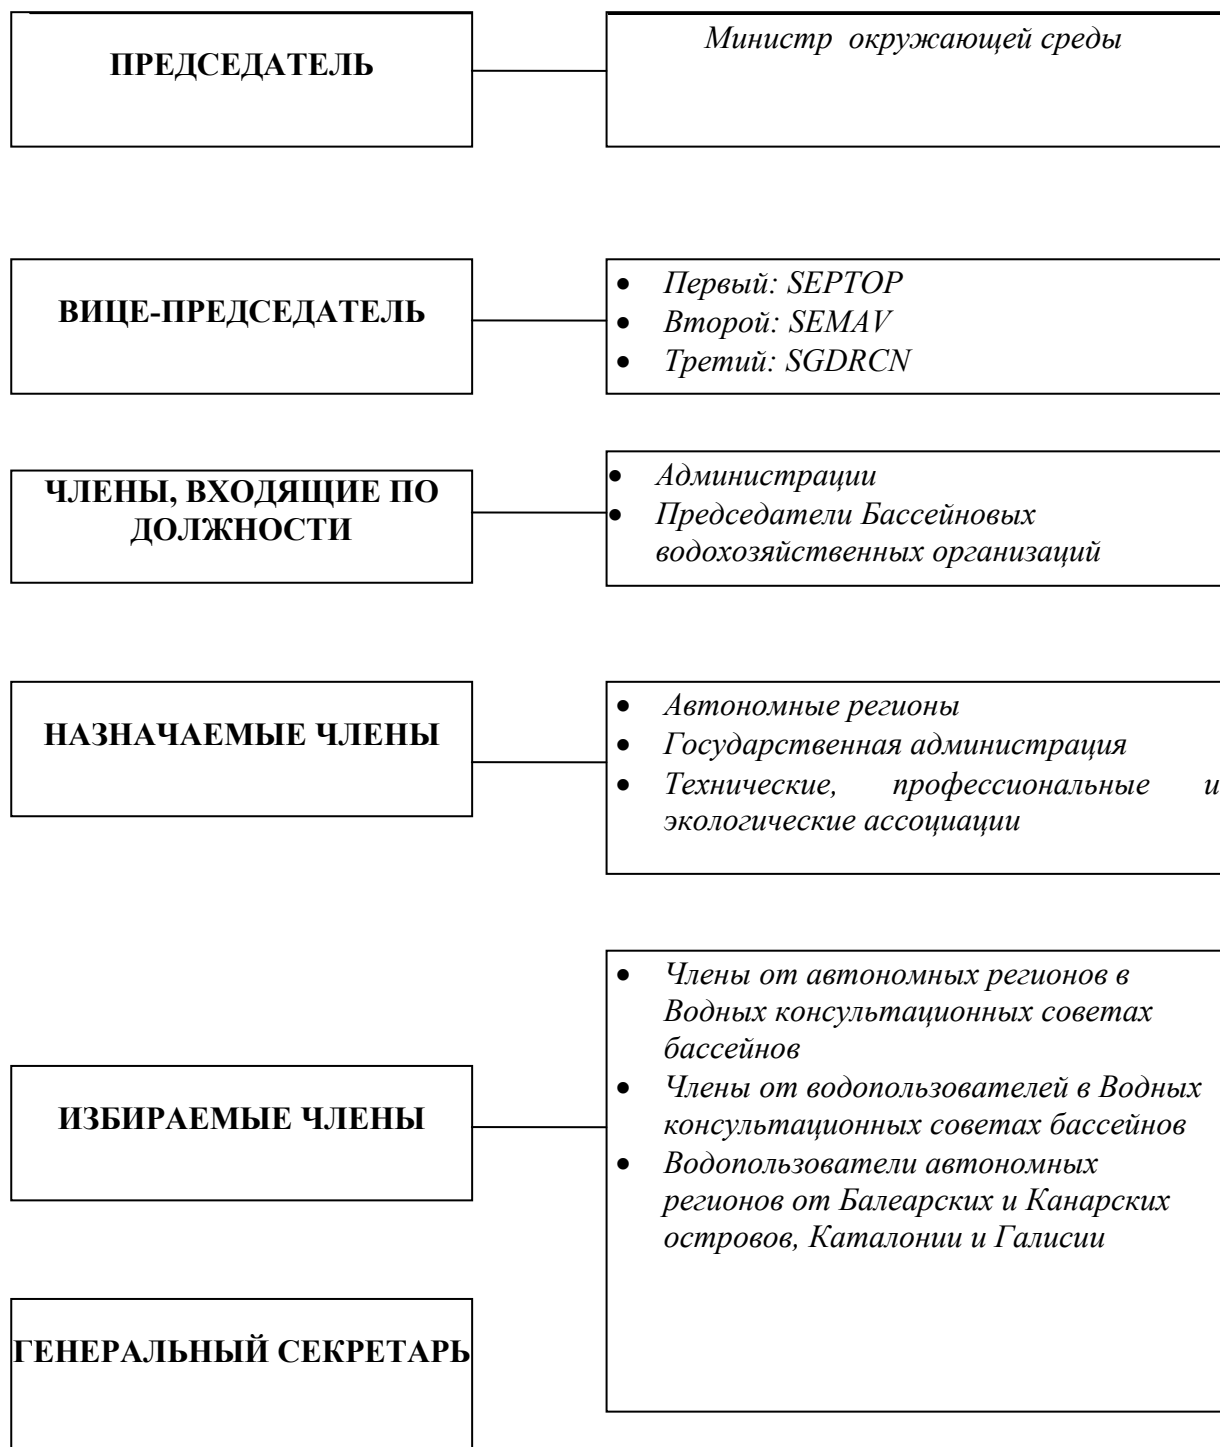 ПРЕДСЕДАТЕЛЬ
Министр окружающей среды
ВИЦЕ-ПРЕДСЕДАТЕЛЬ
• Первый: SEPTOP
• Второй: SEMAV
• Третий: SGDRCN
ЧЛЕНЫ, ВХОДЯЩИЕ ПО
ДОЛЖНОСТИ
• Администрации
• Председатели Бассейновых
водохозяйственных организаций
НАЗНАЧАЕМЫЕ ЧЛЕНЫ
• Автономные регионы
• Государственная администрация
• Технические, профессиональные и
экологические ассоциации
ИЗБИРАЕМЫЕ ЧЛЕНЫ
• Члены от автономных регионов в
Водных консультационных советах
бассейнов
• Члены от водопользователей в Водных
консультационных советах бассейнов
• Водопользователи автономных
регионов от Балеарских и Канарских
островов, Каталонии и Галисии
ГЕНЕРАЛЬНЫЙ СЕКРЕТАРЬ